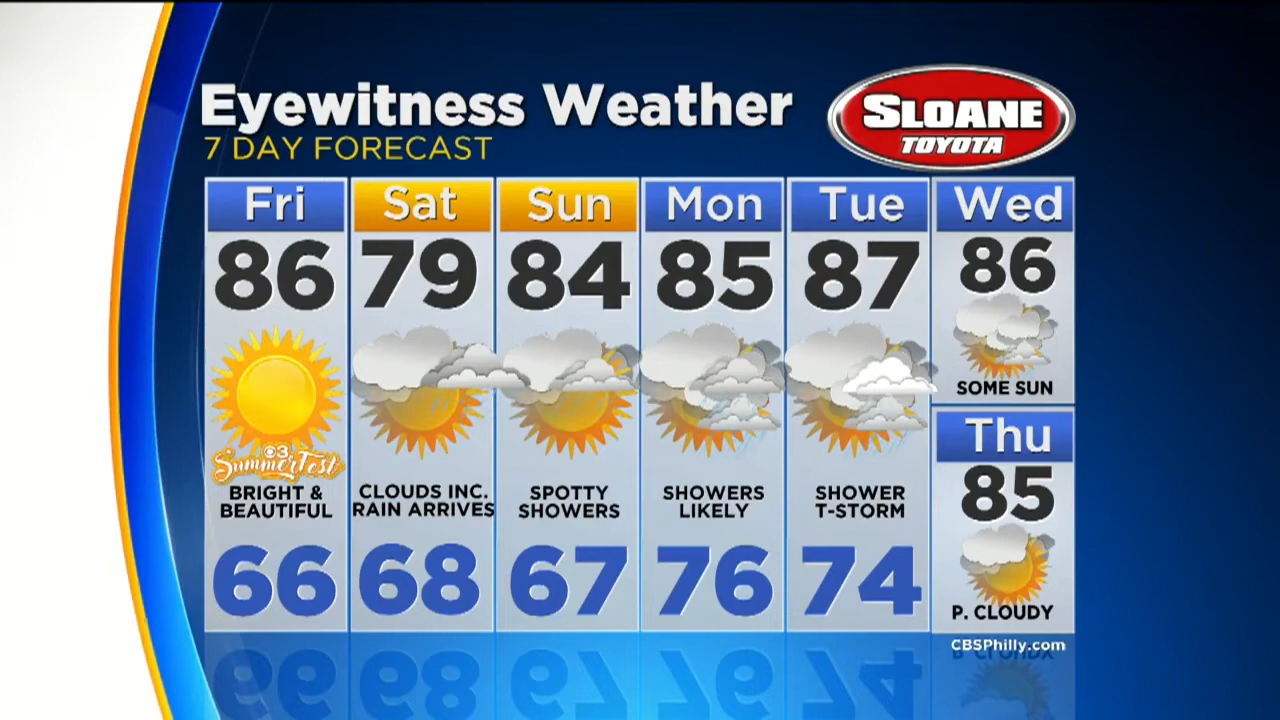 Eyewitness Weather
7 DAY FORECAST
SLOANE
TOYOTA
Fri
86
3
SummerFest
BRIGHT &
BEAUTIFUL
66
Sat
79
CLOUDS INC.
RAIN ARRIVES
68
Sun
84
SPOTTY
SHOWERS
67
Mon
85
SHOWERS
LIKELY
76
Tue
87
SHOWER
T-STORM
74
Wed
86
SOME SUN
Thu
85
P. CLOUDY
CBSPhilly.com